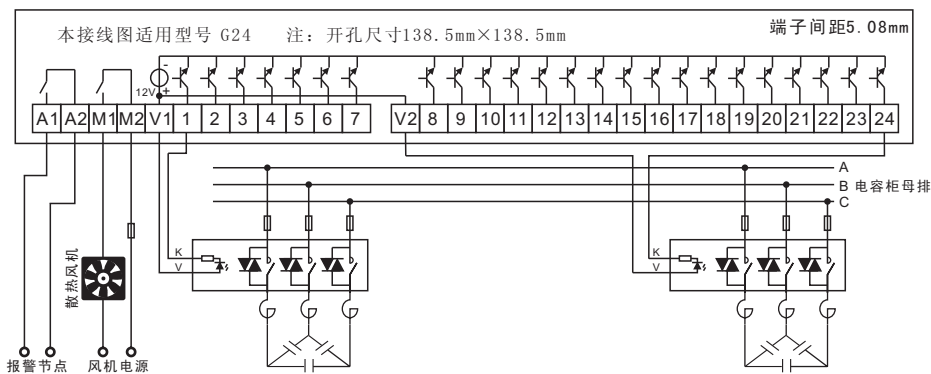 本接线图适用型号 G24 注：开孔尺寸138.5mm×138.5mm 端子间距5.08mm
-
12V +
A1 A2 M1 M2 V1 1 2 3 4 5 6 7 V2 8 9 10 11 12 13 14 15 16 17 18 19 20 21 22 23 24
A
B 电容柜母排
C
K
V
K
V
散热风机
报警节点 风机电源